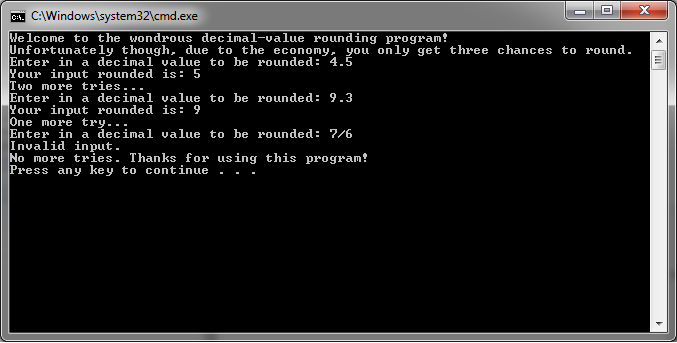 C:\Windows\system32\cmd.exe
Welcome to the wondrous decimal-value rounding program!
Unfortunately though, due to the economy, you only get three chances to round.
Enter in a decimal value to be rounded: 4.5
Your input rounded is: 5
Two more tries...
Enter in a decimal value to be rounded: 9.3
Your input rounded is: 9
One more try...
Enter in a decimal value to be rounded: 7/6
Invalid input.
No more tries. Thanks for using this program!
Press any key to continue . . .